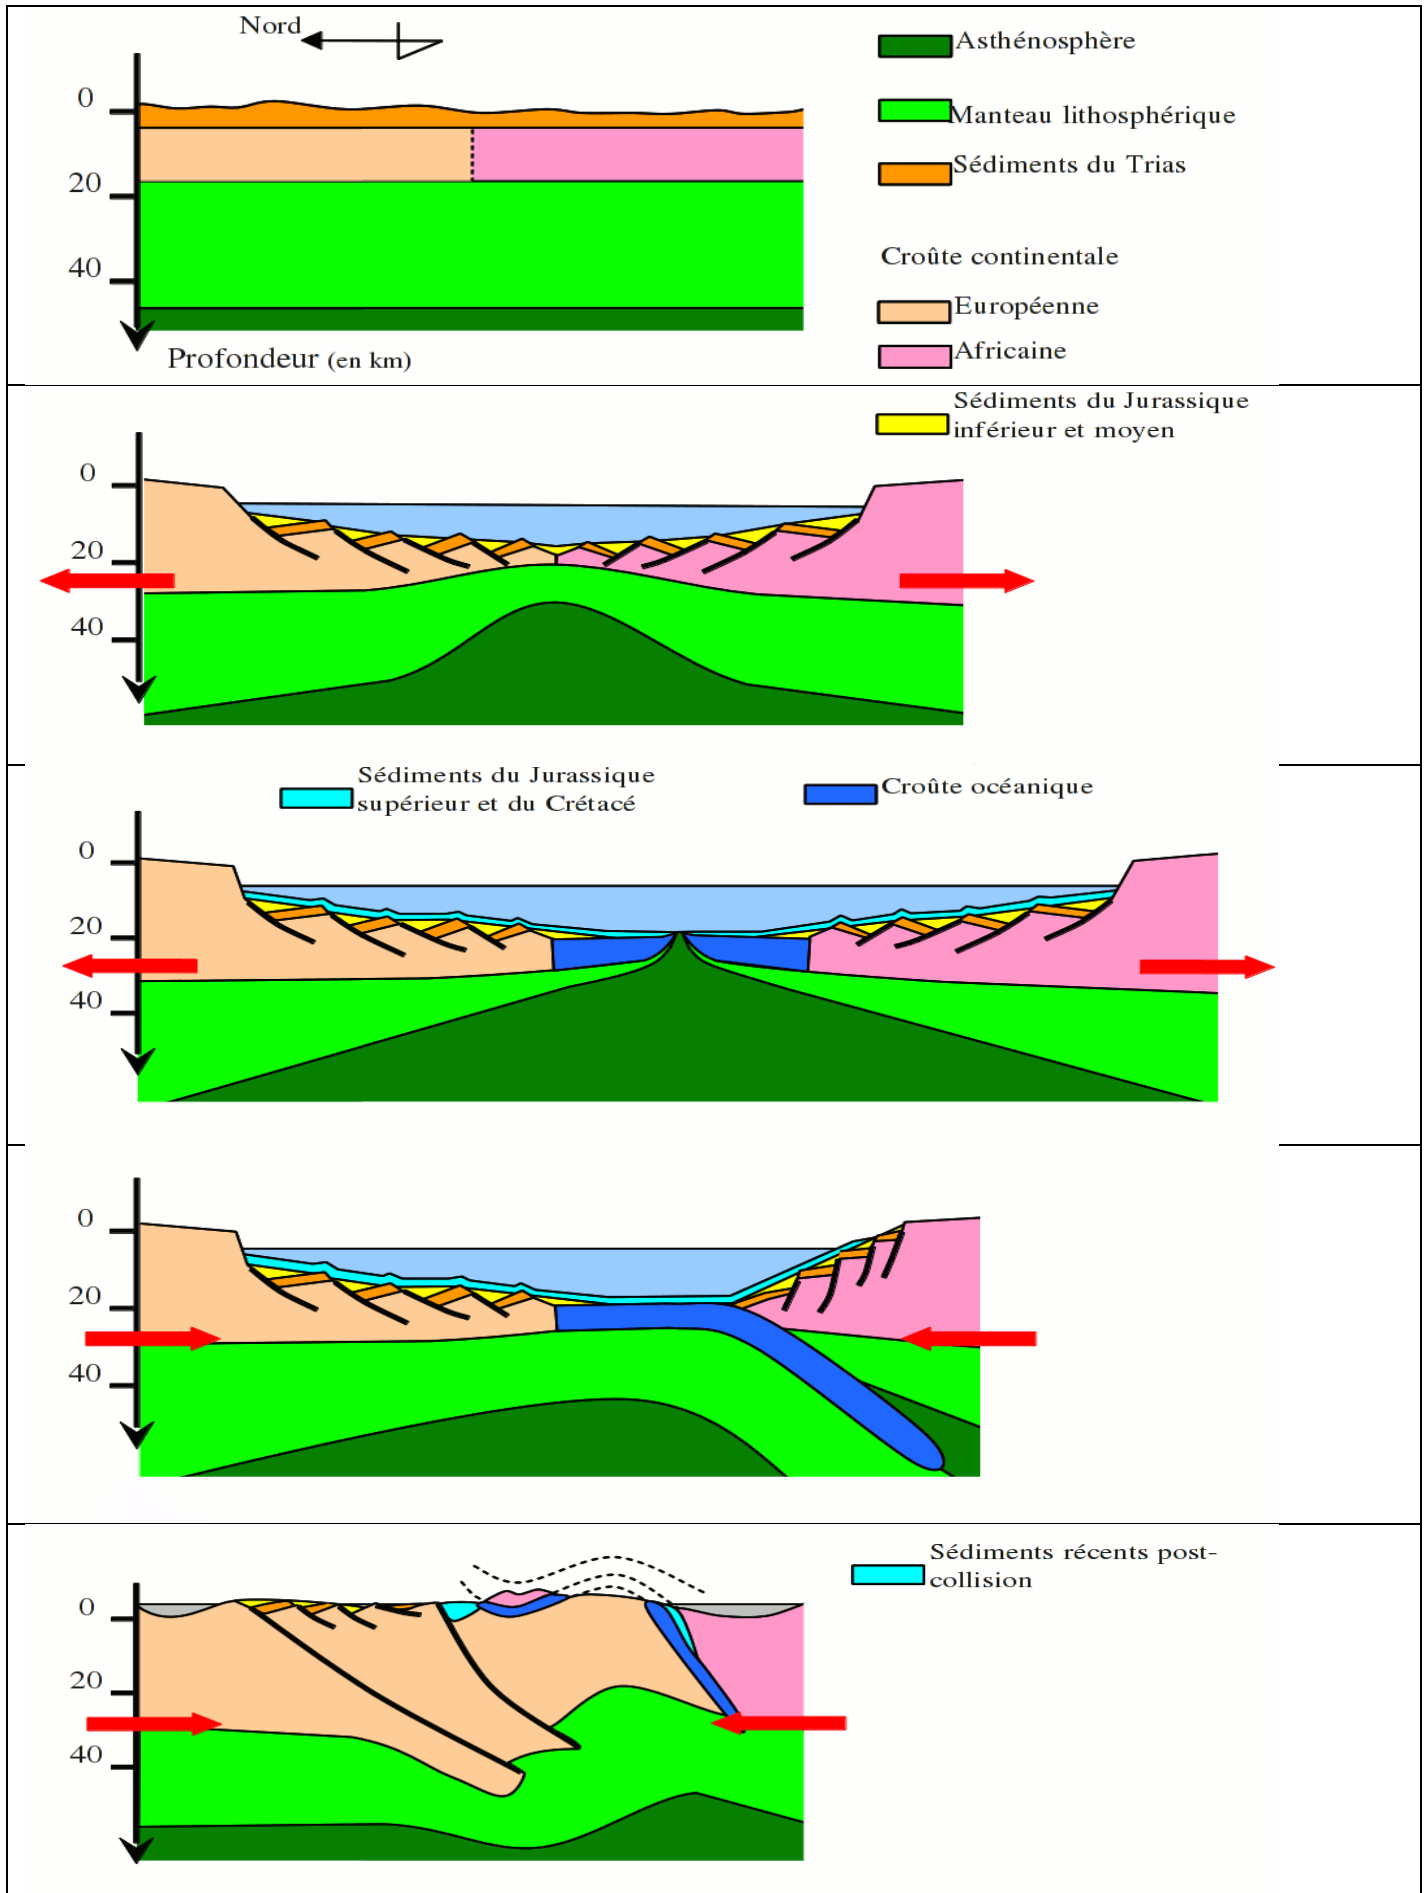 Nord
Asthénosphère
0
Manteau lithosphérique
Sédiments du Trias
20
Croûte continentale
40
Européenne
Africaine
Profondeur (en km)
Sédiments du Jurassique
inférieur et moyen
0
20
40
Sédiments du Jurassique
supérieur et du Crétacé
Croûte océanique
0
20
40
0
20
40
Sédiments récents post-
collision
0
20
40